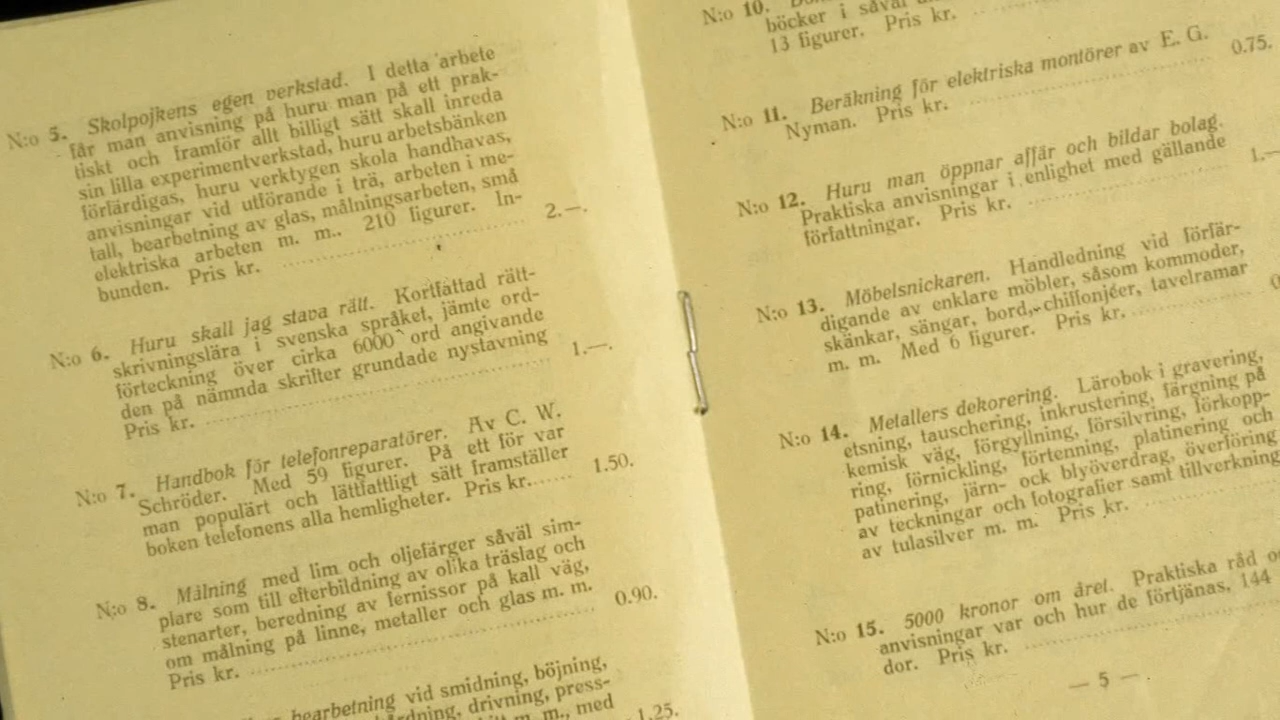 N:o 5. Skolpojkens egen verkstad. I detta arbete
får man anvisning på huru man på ett prak-
tiskt och framför allt billigt sätt skall inreda
sin lilla experimentverkstad, huru arbetsbänken
förfärdigas, huru verktygen skola handhavas,
anvisningar vid utförande i trä, arbeten i me-
tall, bearbetning av glas, målningsarbeten, små
elektriska arbeten m. m.. 210 figurer. In-
bunden. Pris kr. 2.—.
N:o 6. Huru skall jag stava rätt. Kortfattad rätt-
skrivningslära i svenska språket, jämte ord-
förteckning över cirka 6000 ord angivande
den på nämnda skrifter grundade nystavning
Pris kr. 1.—.
N:o 7. Handbok för telefonreparatörer. Av C. W.
Schröder. Med 59 figurer. På ett för var
man populärt och lättfattligt sätt framställer
boken telefonens alla hemligheter. Pris kr. 1.50.
N:o 8. Målning med lim och oljefärger såväl sim-
plare som till efterbildning av olika träslag och
stenarter, beredning av fernissor på kall väg,
om målning på linne, metaller och glas m. m.
Pris kr. 0.90.
bearbetning vid smidning, böjning,
drivning, press-
m. m., med
1.25.
N:o 10.
böcker i såväl
13 figurer. Pris kr.
N:o 11. Beräkning för elektriska montörer av E. G.
Nyman. Pris kr. 0.75.
N:o 12. Huru man öppnar affär och bildar bolag.
Praktiska anvisningar i enlighet med gällande
författningar. Pris kr. 1.—
N:o 13. Möbelsnickaren. Handledning vid förfär-
digande av enklare möbler, såsom kommoder,
skänkar, sängar, bord, chiffonjéer, tavelramar
m. m. Med 6 figurer. Pris kr.
N:o 14. Metallers dekorering. Lärobok i gravering,
etsning, tauschering, inkrustering, färgning på
kemisk väg, förgyllning, försilvring, förkopp-
ring, förnickling, förtenning, platinering och
patinering, järn- ock blyöverdrag, överföring
av teckningar och fotografier samt tillverkning
av tulasilver m. m. Pris kr.
N:o 15. 5000 kronor om året. Praktiska råd
anvisningar var och hur de förtjänas, 144
dor. Pris kr.
— 5 —